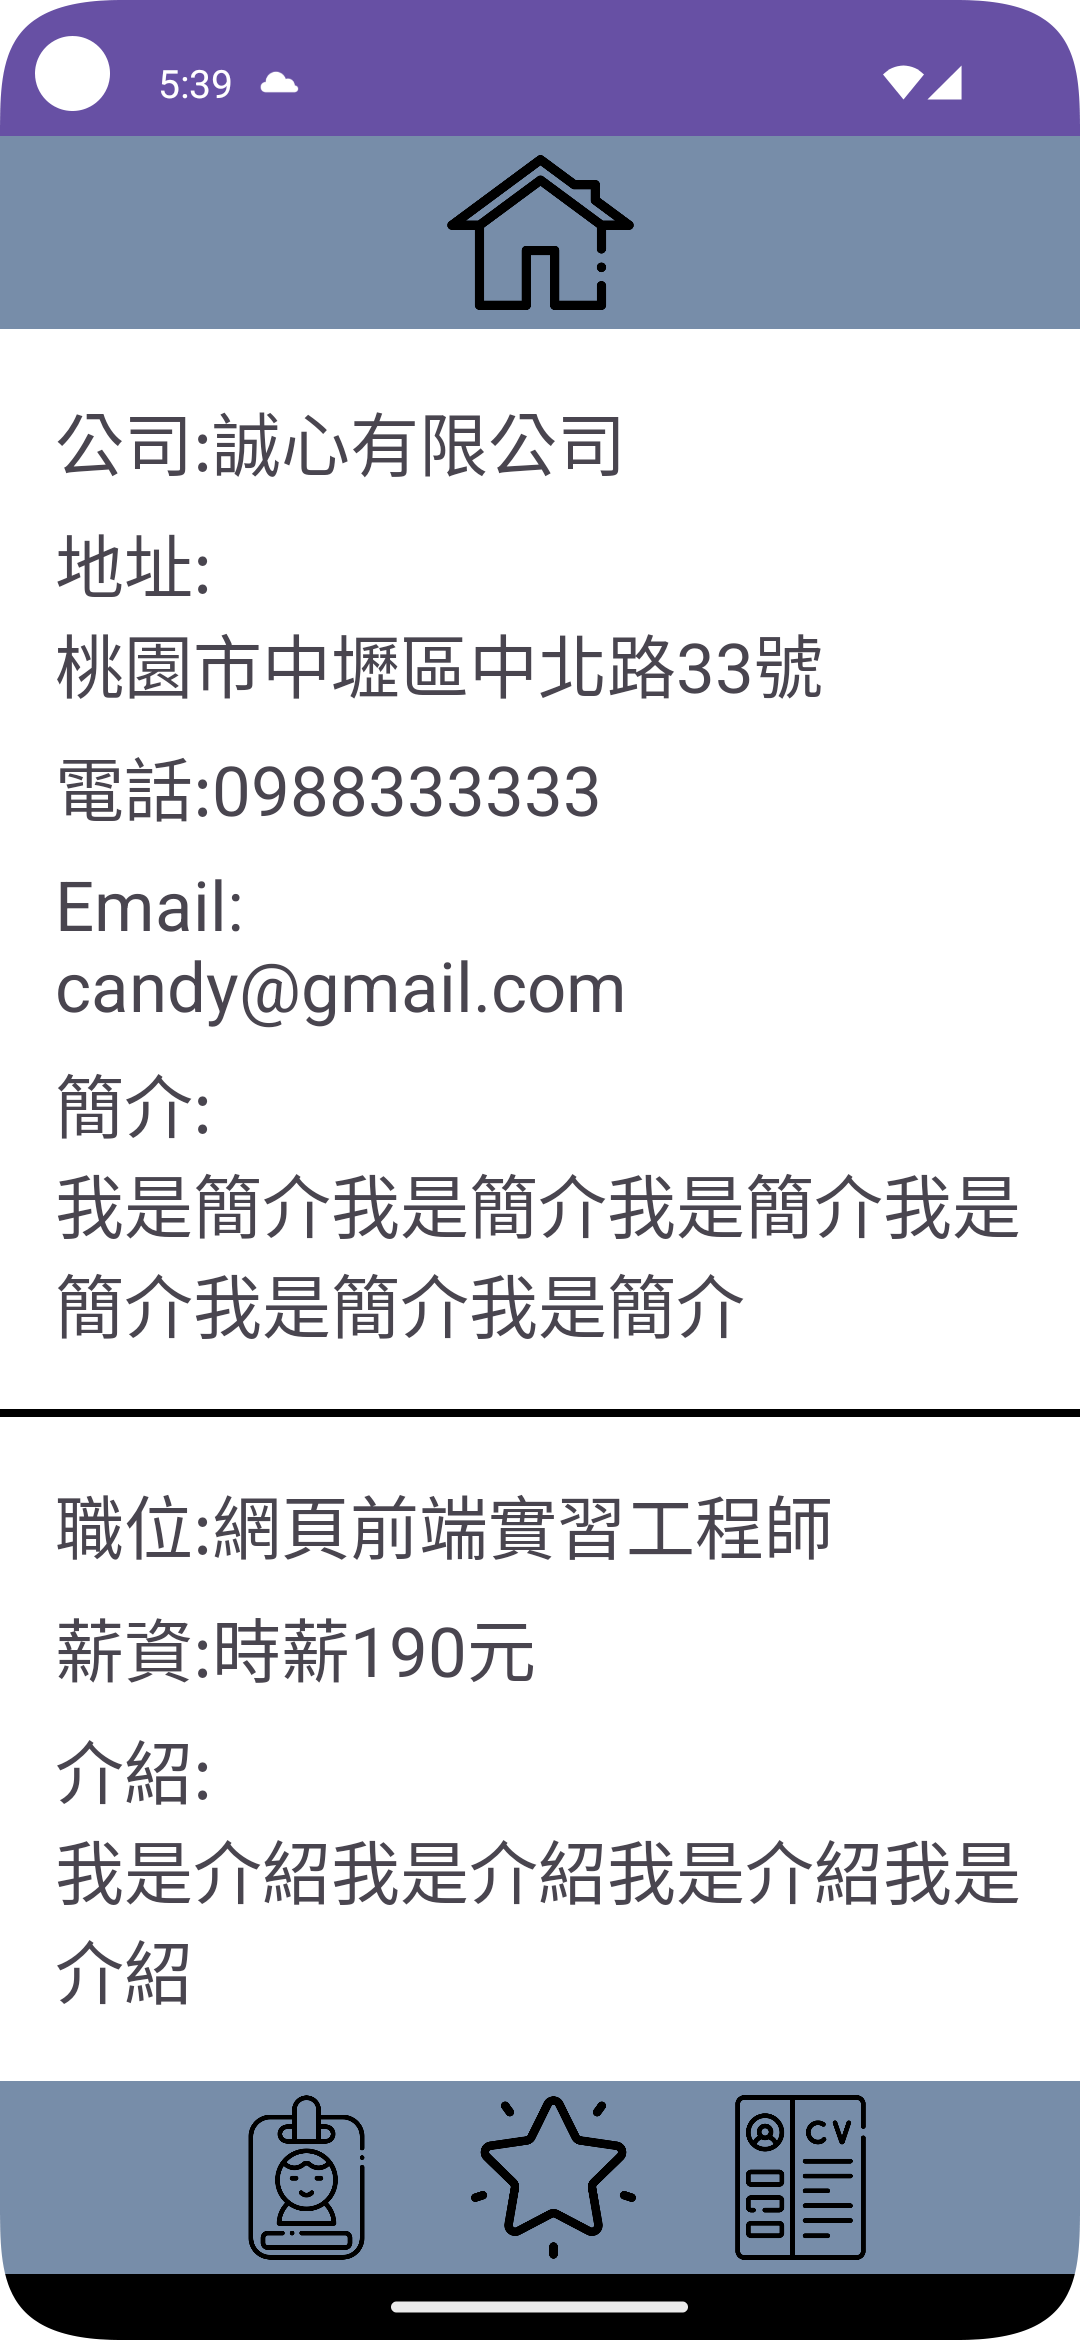 5:39
公司:誠心有限公司
地址:
桃園市中壢區中北路33號
電話:0988333333
Email:
candy@gmail.com
簡介:
我是簡介我是簡介我是簡介我是
簡介我是簡介我是簡介
職位:網頁前端實習工程師
薪資:時薪190元
介紹:
我是介紹我是介紹我是介紹我是
介紹
CV